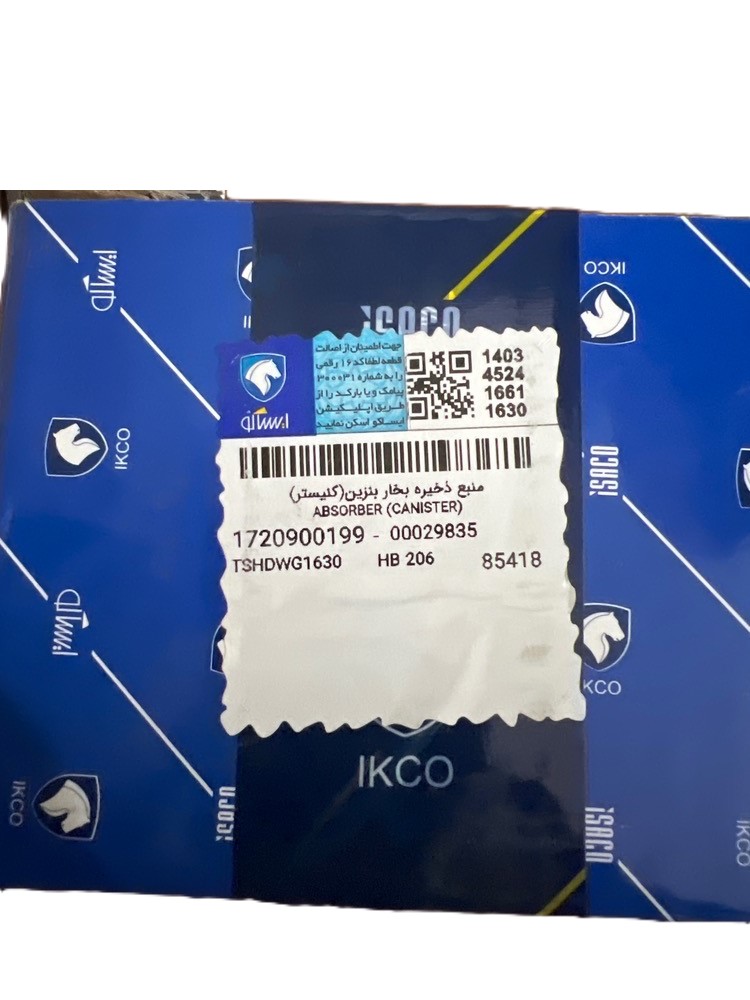 ISACO
IKCO
ایساکو
جهت اطمینان از اصالت
قطعه لطفا کد ۱۶ رقمی
را به شماره ۳۰۰۰۳۱
پیامک و یا بارکد را از
طریق اپلیکیشن
ایساکو اسکن نمایید
1403
4524
1661
1630
ایساکو
منبع ذخیره بخار بنزین(کنیستر)
ABSORBER (CANISTER)
1720900199 - 00029835
TSHDWG1630 HB 206 85418
IKCO
ISACO
ایساکو
KCO
IKCO
IKCO
ISACO
ISACO
IKCO